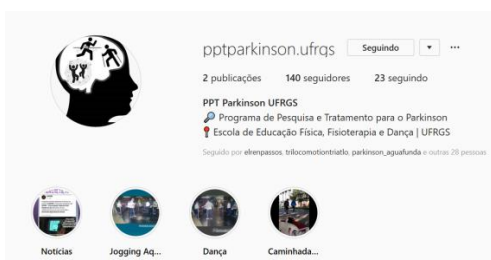 pptparkinson.ufrgs Seguindo
2 publicações 140 seguidores 23 seguindo
PPT Parkinson UFRGS
Programa de Pesquisa e Tratamento para o Parkinson
Escola de Educação Física, Fisioterapia e Dança | UFRGS
Seguido por elrenpassos, trilocomotiontriatlo, parkinson_aguafunda e outras 28 pessoas
Notícias Jogging Aq... Dança Caminhada...